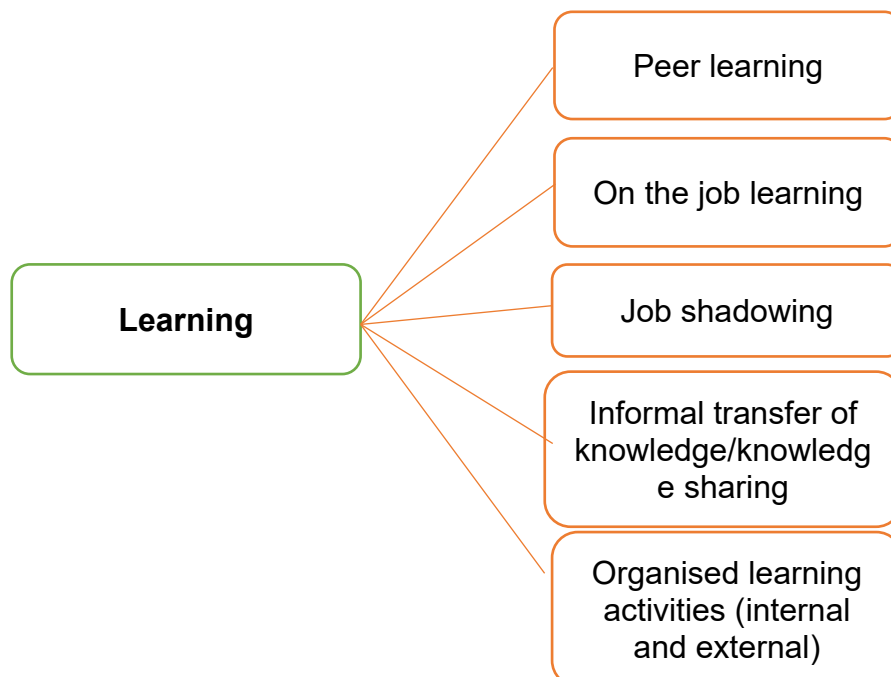 Learning
Peer learning
On the job learning
Job shadowing
Informal transfer of
knowledge/knowledg
e sharing
Organised learning
activities (internal
and external)